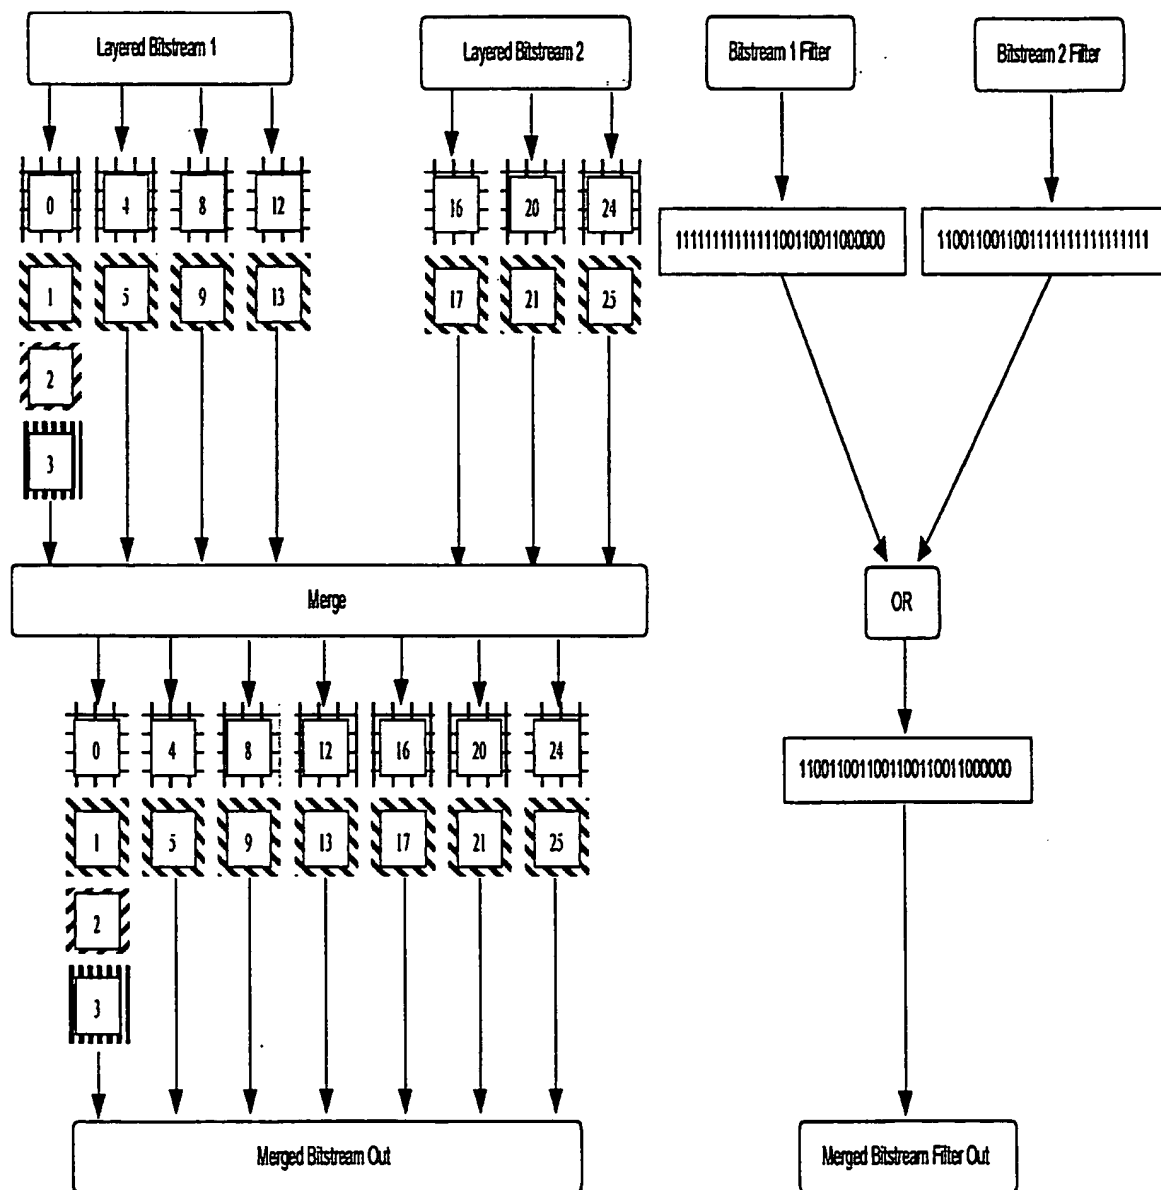 Layered Bitstream 1
Layered Bitstream 2
Bitstream 1 Filter
Bitstream 2 Filter
0 4 8 12 16 20 24
1111111111111100110011000000
1100110011001111111111111111
1 5 9 13 17 21 25
2
3
Merge
OR
0 4 8 12 16 20 24
1100110011001100110011000000
1 5 9 13 17 21 25
2
3
Merged Bitstream Out
Merged Bitstream Filter Out